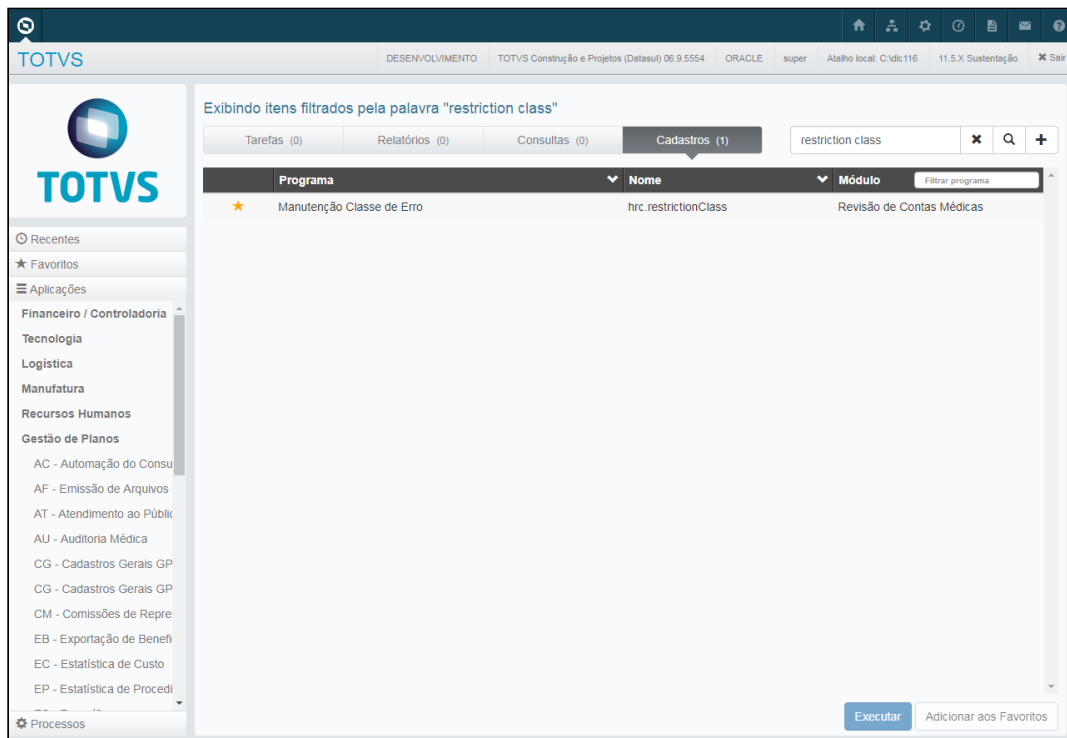 TOTVS
DESENVOLVIMENTO TOTVS Construção e Projetos (Datasul) 06.9.5554 ORACLE super Atalho local: C:\dlc116 11.5.X Sustentação Sair
TOTVS
Recentes
Favoritos
Aplicações
Financeiro / Controladoria
Tecnologia
Logística
Manufatura
Recursos Humanos
Gestão de Planos
AC - Automação do Consu
AF - Emissão de Arquivos
AT - Atendimento ao Públic
AU - Auditoria Médica
CG - Cadastros Gerais GP
CG - Cadastros Gerais GP
CM - Comissões de Repre
EB - Exportação de Benefi
EC - Estatística de Custo
EP - Estatística de Procedi
Processos
Exibindo itens filtrados pela palavra "restriction class"
Tarefas (0) Relatórios (0) Consultas (0) Cadastros (1) restriction class
Programa Nome Módulo Filtrar programa
Manutenção Classe de Erro hrc.restrictionClass Revisão de Contas Médicas
Executar Adicionar aos Favoritos